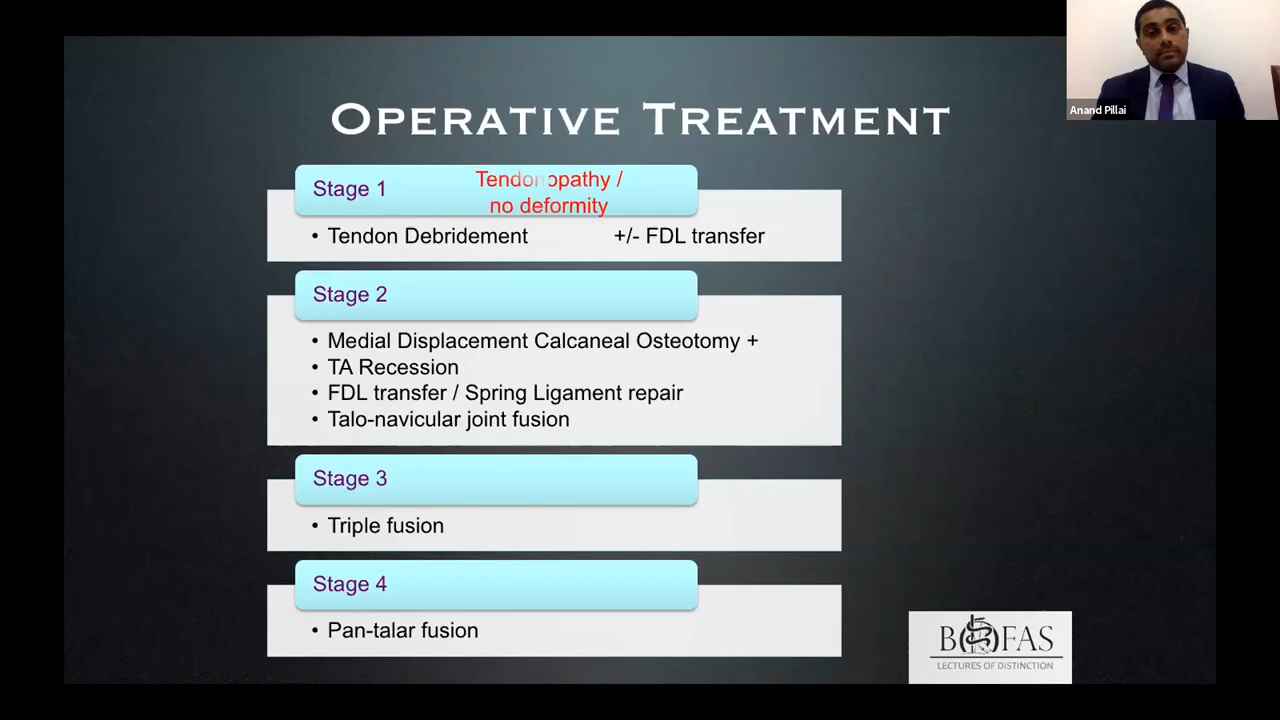 Anand Pillai
OPERATIVE TREATMENT
Stage 1
Tendonopathy /
no deformity
• Tendon Debridement +/- FDL transfer
Stage 2
• Medial Displacement Calcaneal Osteotomy +
• TA Recession
• FDL transfer / Spring Ligament repair
• Talo-navicular joint fusion
Stage 3
• Triple fusion
Stage 4
• Pan-talar fusion
BOFAS
LECTURES OF DISTINCTION